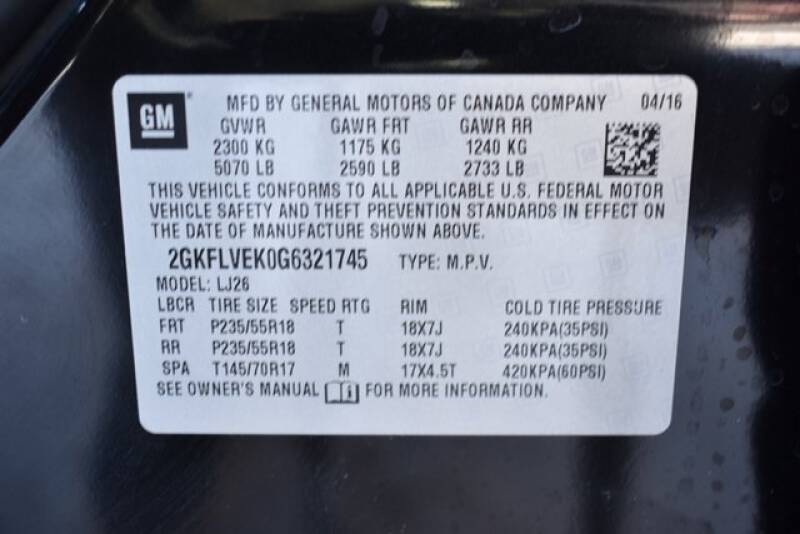 GM
MFD BY GENERAL MOTORS OF CANADA COMPANY 04/16
GVWR GAWR FRT GAWR RR
2300 KG 1175 KG 1240 KG
5070 LB 2590 LB 2733 LB
THIS VEHICLE CONFORMS TO ALL APPLICABLE U.S. FEDERAL MOTOR
VEHICLE SAFETY AND THEFT PREVENTION STANDARDS IN EFFECT ON
THE DATE OF MANUFACTURE SHOWN ABOVE.
2GKFLVEK0G6321745 TYPE: M.P.V.
MODEL: LJ26
LBCR TIRE SIZE SPEED RTG RIM COLD TIRE PRESSURE
FRT P235/55R18 T 18X7J 240KPA(35PSI)
RR P235/55R18 T 18X7J 240KPA(35PSI)
SPA T145/70R17 M 17X4.5T 420KPA(60PSI)
SEE OWNER'S MANUAL FOR MORE INFORMATION